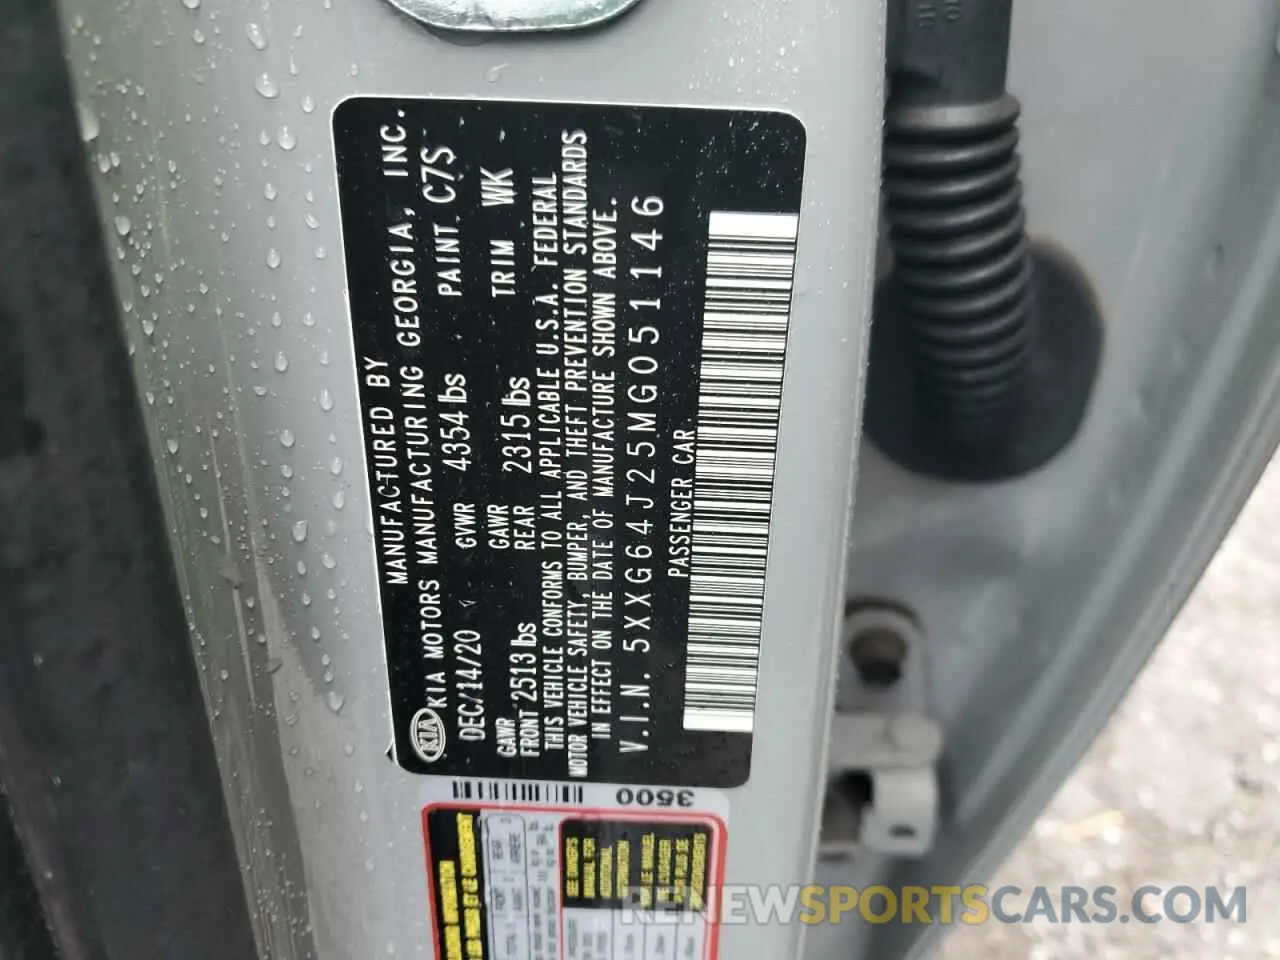 MANUFACTURED BY
KIA KIA MOTORS MANUFACTURING GEORGIA, INC.
DEC/14/20 GVWR 4354 lbs PAINT C7S
GAWR FRONT 2513 lbs GAWR REAR 2315 lbs TRIM WK
THIS VEHICLE CONFORMS TO ALL APPLICABLE U.S.A. FEDERAL
MOTOR VEHICLE SAFETY, BUMPER, AND THEFT PREVENTION STANDARDS
IN EFFECT ON THE DATE OF MANUFACTURE SHOWN ABOVE.
V.I.N. 5XXG64J25MG051146
PASSENGER CAR
3500
RENEWSPORTSCARS.COM